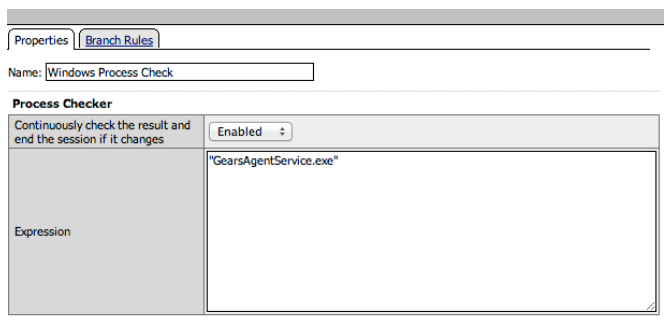 Properties Branch Rules
Name: Windows Process Check
Process Checker
Continuously check the result and
end the session if it changes
Enabled
"GearsAgentService.exe"
Expression